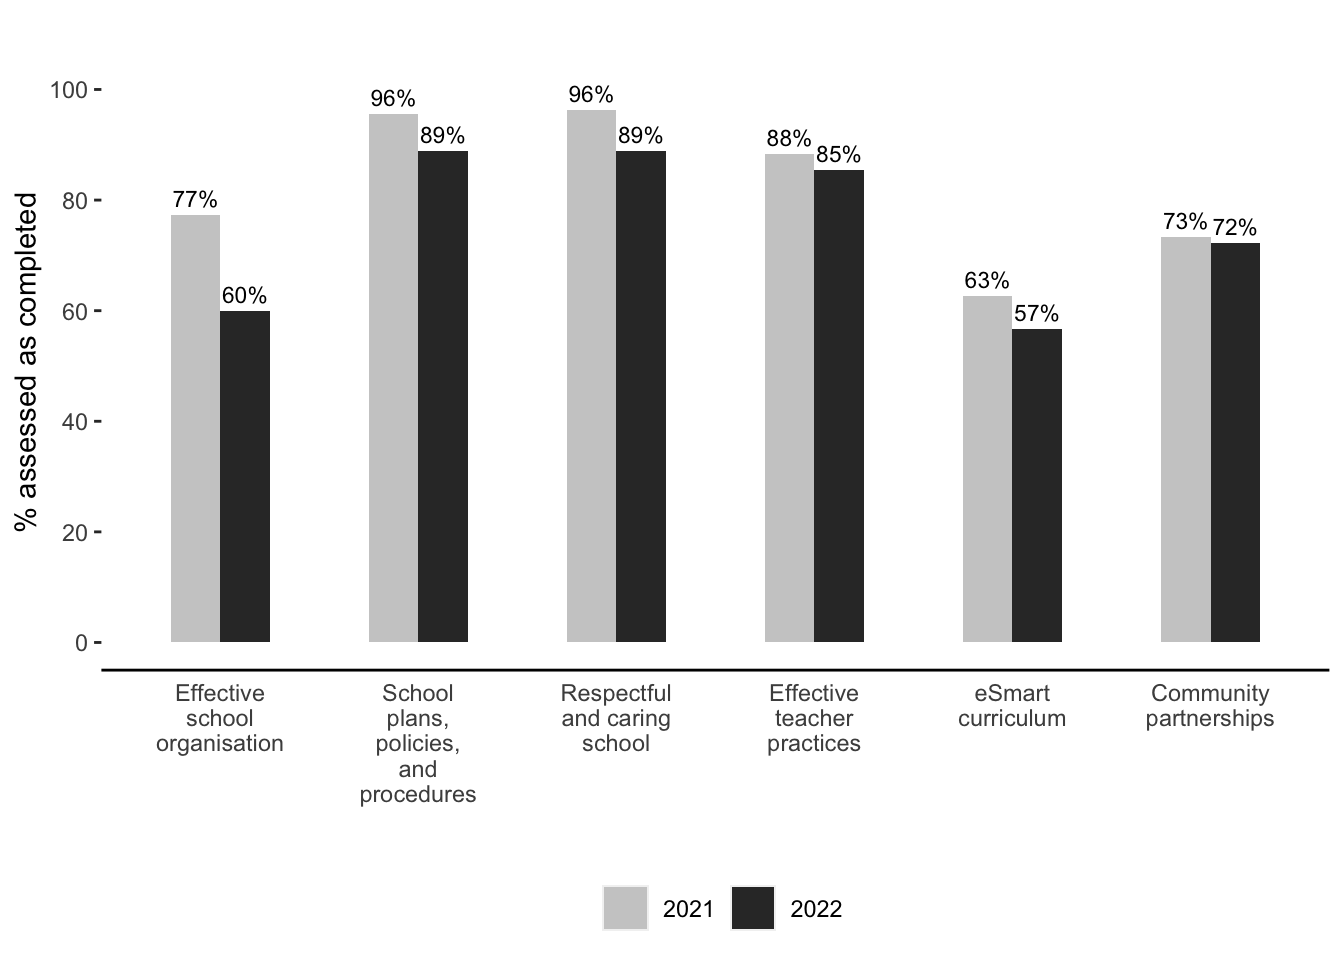 % assessed as completed
100
80
60
40
20
0
77%
60%
96%
89%
96%
89%
88%
85%
63%
57%
73%
72%
Effective
school
organisation
School
plans,
policies,
and
procedures
Respectful
and caring
school
Effective
teacher
practices
eSmart
curriculum
Community
partnerships
2021
2022